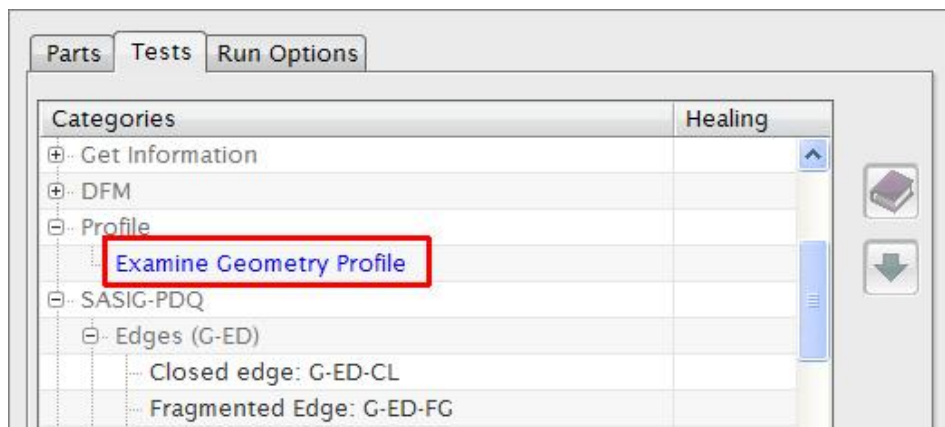 Parts Tests Run Options
Categories Healing
Get Information
DFM
Profile
Examine Geometry Profile
SASIG-PDQ
Edges (G-ED)
Closed edge: G-ED-CL
Fragmented Edge: G-ED-FG